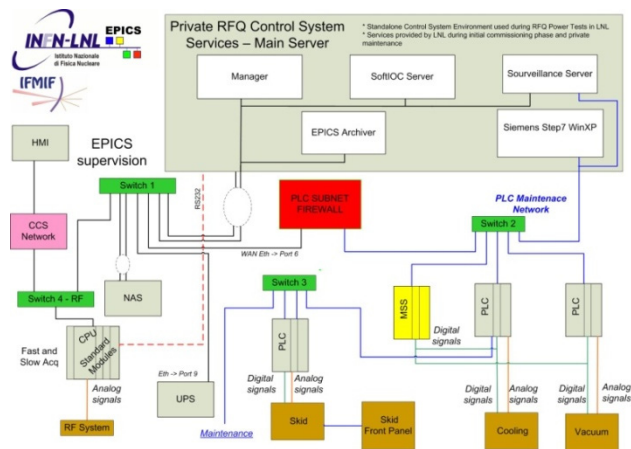 INFN-LNL
EPICS
Istituto Nazionale
di Fisica Nucleare
IFMIF
Private RFQ Control System
Services – Main Server
* Standalone Control System Environment used during RFQ Power Tests in LNL
* Services provided by LNL during initial commissioning phase and private
maintenance
Manager
SoftIOC Server
Sourveillance Server
EPICS Archiver
Siemens Step7 WinXP
HMI
EPICS
supervision
Switch 1
RS232
PLC SUBNET
FIREWALL
PLC Maintenace
Network
CCS
Network
Switch 2
WAN Eth -> Port 6
Switch 4 - RF
NAS
Switch 3
MSS
PLC
PLC
CPU
Standard
Modules
Fast and
Slow Acq
PLC
Digital
signals
Eth -> Port 9
UPS
Analog
signals
Digital
signals
Analog
signals
Digital
signals
Analog
signals
Digital
signals
Analog
signals
RF System
Maintenance
Skid
Skid
Front Panel
Cooling
Vacuum